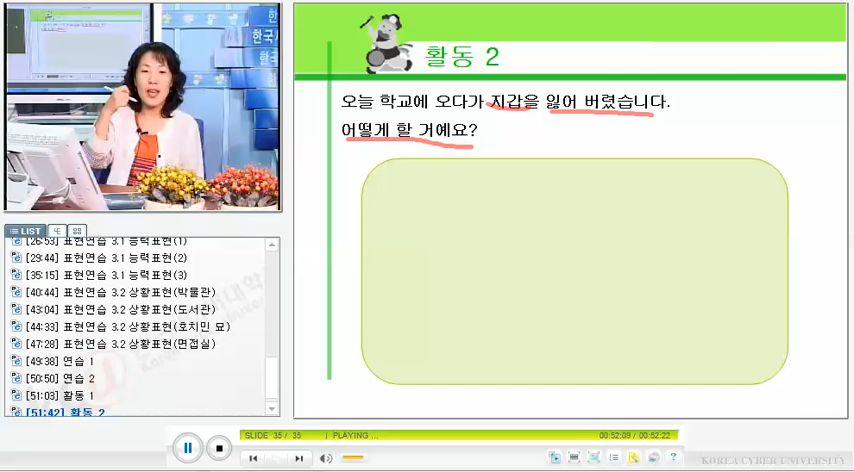 활동 2
오늘 학교에 오다가 지갑을 잃어 버렸습니다.
어떻게 할 거예요?
LIST
[26:53] 표현연습 3.1 능력표현(1)
[29:44] 표현연습 3.1 능력표현(2)
[35:15] 표현연습 3.1 능력표현(3)
[40:44] 표현연습 3.2 상황표현(박물관)
[43:04] 표현연습 3.2 상황표현(도서관)
[44:33] 표현연습 3.2 상황표현(호치민 묘)
[47:28] 표현연습 3.2 상황표현(면접실)
[49:38] 연습 1
[50:50] 연습 2
[51:03] 활동 1
[51:42] 활동 2
SLIDE 35 / 35 | PLAYING ... 00:52:09 / 00:52:22
KOREA CYBER UNIVERSITY